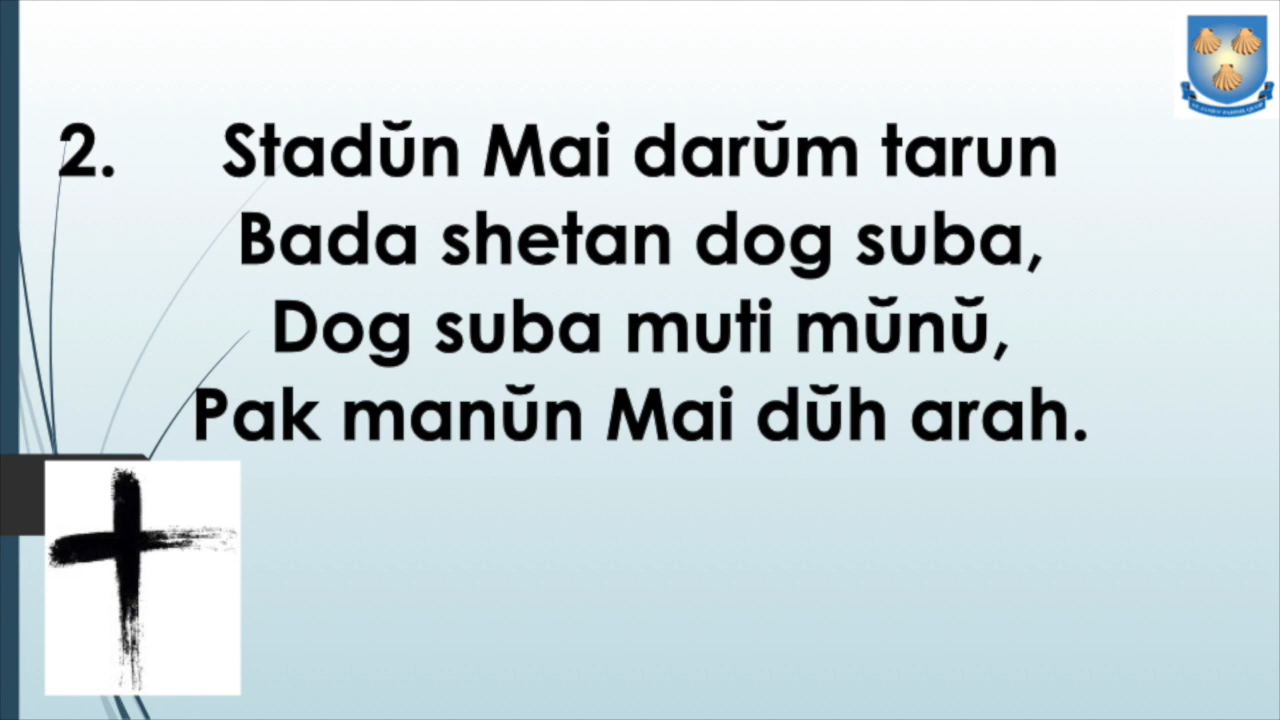 2. Stadŭn Mai darŭm tarun
Bada shetan dog suba,
Dog suba muti mŭnŭ,
Pak manŭn Mai dŭh arah.